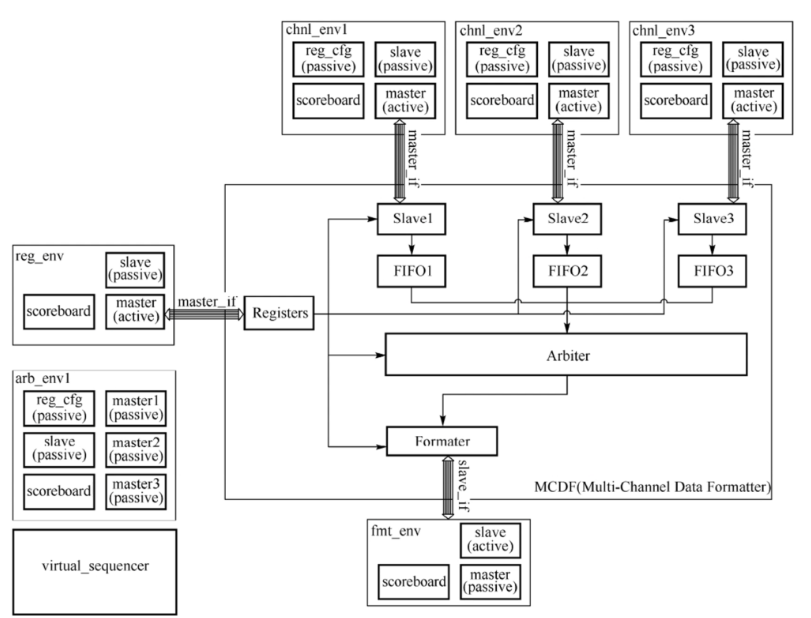 chnl_env1
reg_cfg
(passive)
slave
(passive)
scoreboard
master
(active)
chnl_env2
reg_cfg
(passive)
slave
(passive)
scoreboard
master
(active)
chnl_env3
reg_cfg
(passive)
slave
(passive)
scoreboard
master
(active)
master_if
master_if
master_if
Slave1
Slave2
Slave3
FIFO1
FIFO2
FIFO3
reg_env
slave
(passive)
scoreboard
master
(active)
master_if
Registers
Arbiter
arb_env1
reg_cfg
(passive)
master1
(passive)
slave
(passive)
master2
(passive)
scoreboard
master3
(passive)
Formater
slave_if
MCDF(Multi-Channel Data Formatter)
virtual_sequencer
fmt_env
slave
(active)
scoreboard
master
(passive)